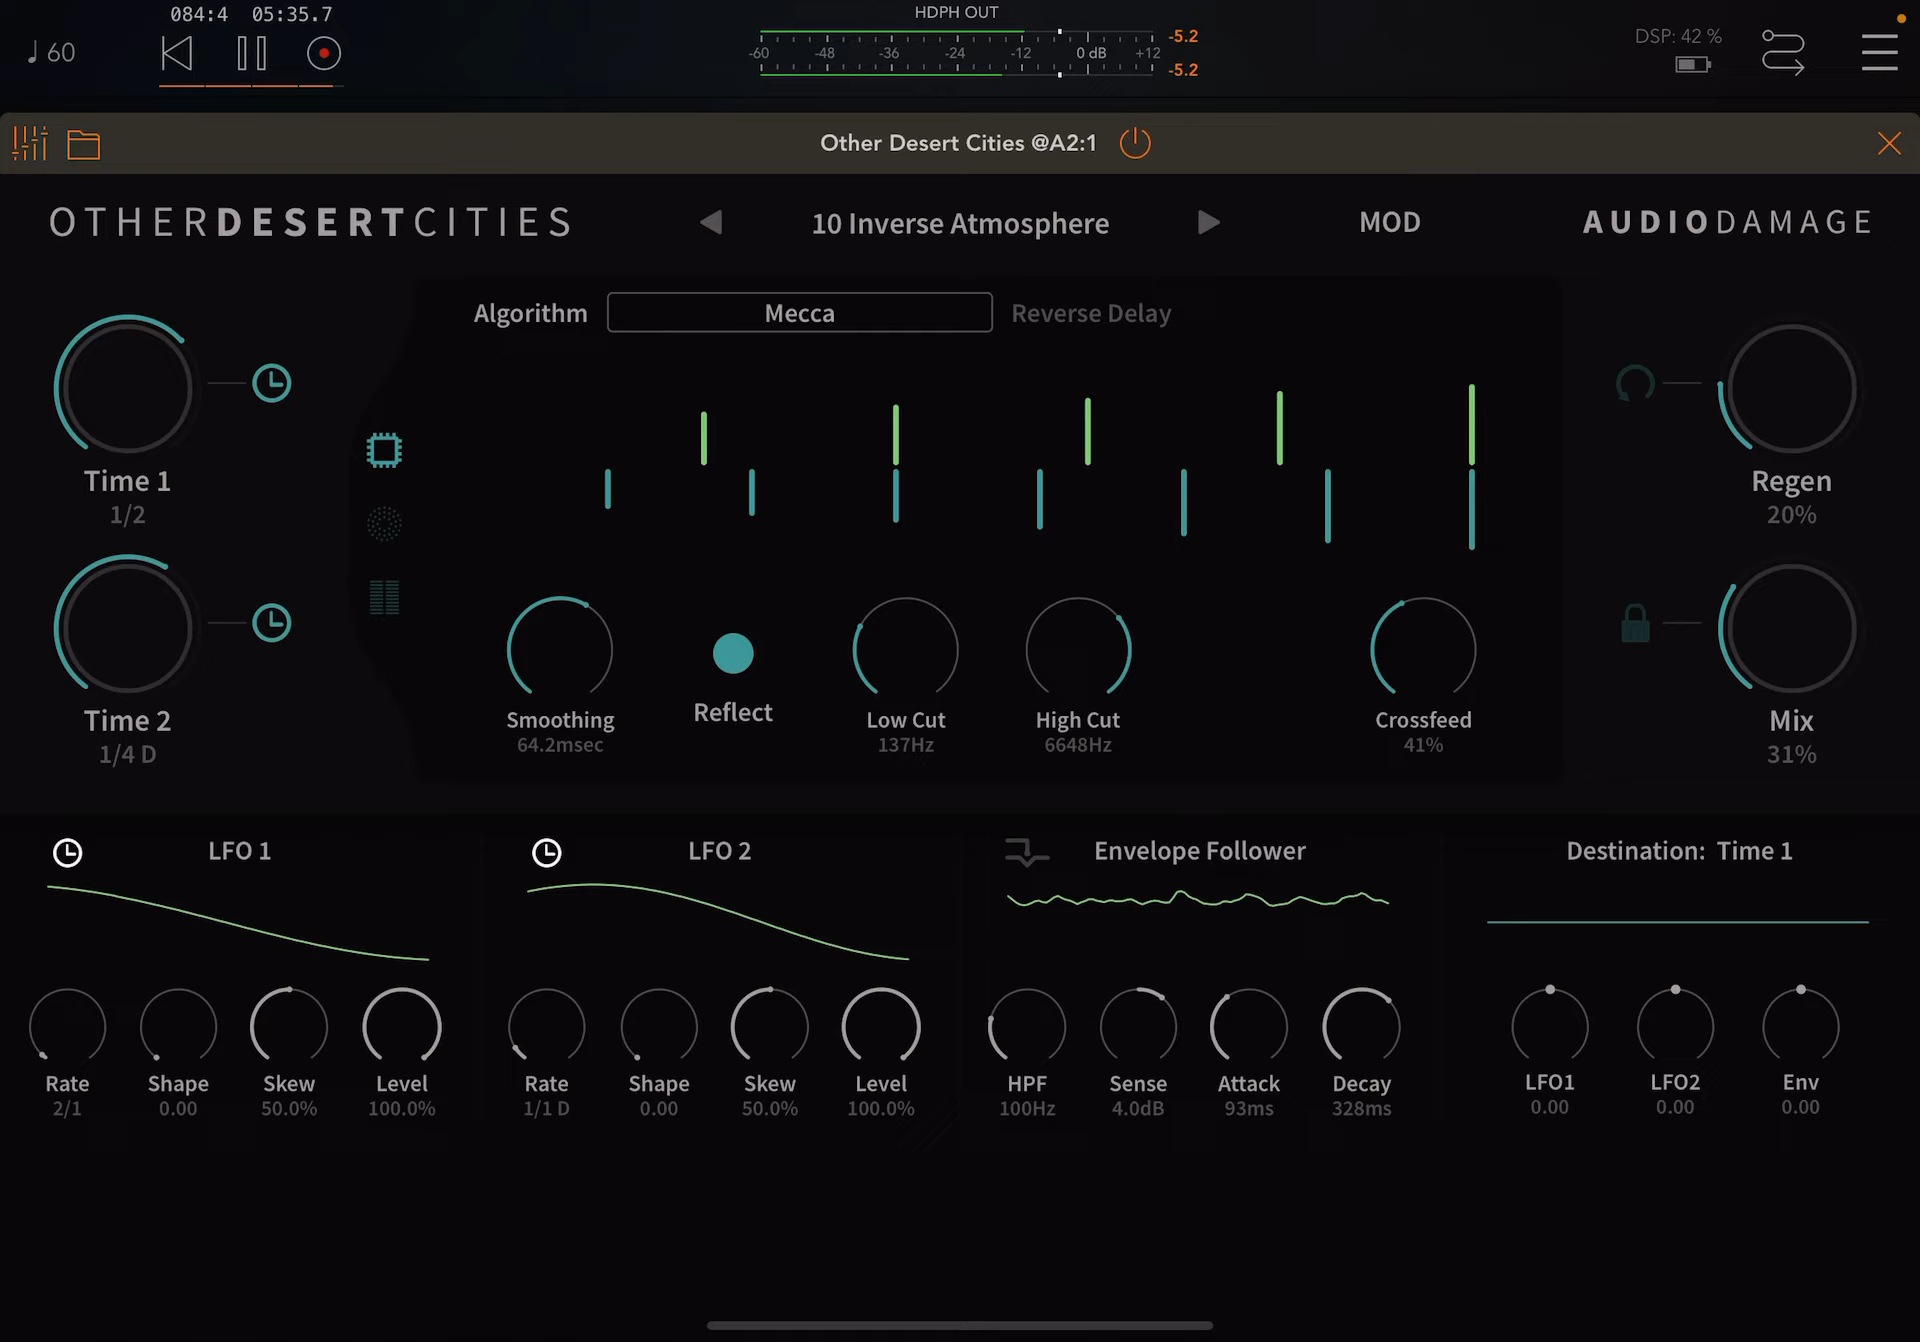 084:4 05:35.7
HDPH OUT
♩ 60
-60 -48 -36 -24 -12 0 dB +12
-5.2
-5.2
DSP: 42 %
Other Desert Cities @A2:1
OTHERDESERTCITIES
10 Inverse Atmosphere
MOD
AUDIODAMAGE
Algorithm Mecca Reverse Delay
Time 1
1/2
Regen
20%
Time 2
1/4 D
Smoothing
64.2msec
Reflect
Low Cut
137Hz
High Cut
6648Hz
Crossfeed
41%
Mix
31%
LFO 1
Rate Shape Skew Level
2/1 0.00 50.0% 100.0%
LFO 2
Rate Shape Skew Level
1/1 D 0.00 50.0% 100.0%
Envelope Follower
HPF Sense Attack Decay
100Hz 4.0dB 93ms 328ms
Destination: Time 1
LFO1 LFO2 Env
0.00 0.00 0.00